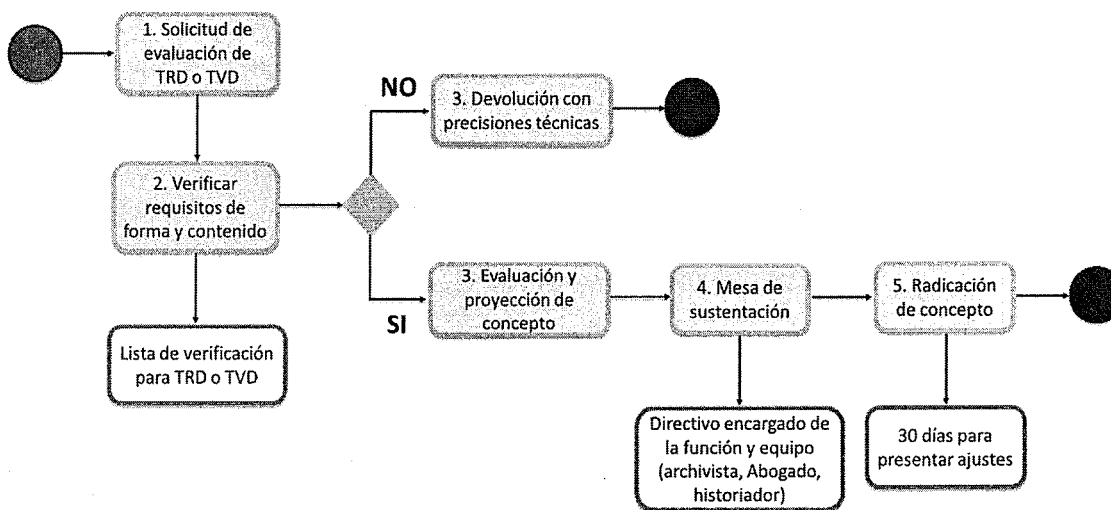 1. Solicitud de
evaluación de
TRD o TVD
NO
3. Devolución con
precisiones técnicas
2. Verificar
requisitos de
forma y contenido
SI
3. Evaluación y
proyección de
concepto
4. Mesa de
sustentación
5. Radicación
de concepto
Lista de verificación
para TRD o TVD
Directivo encargado de
la función y equipo
(archivista, Abogado,
historiador)
30 días para
presentar ajustes